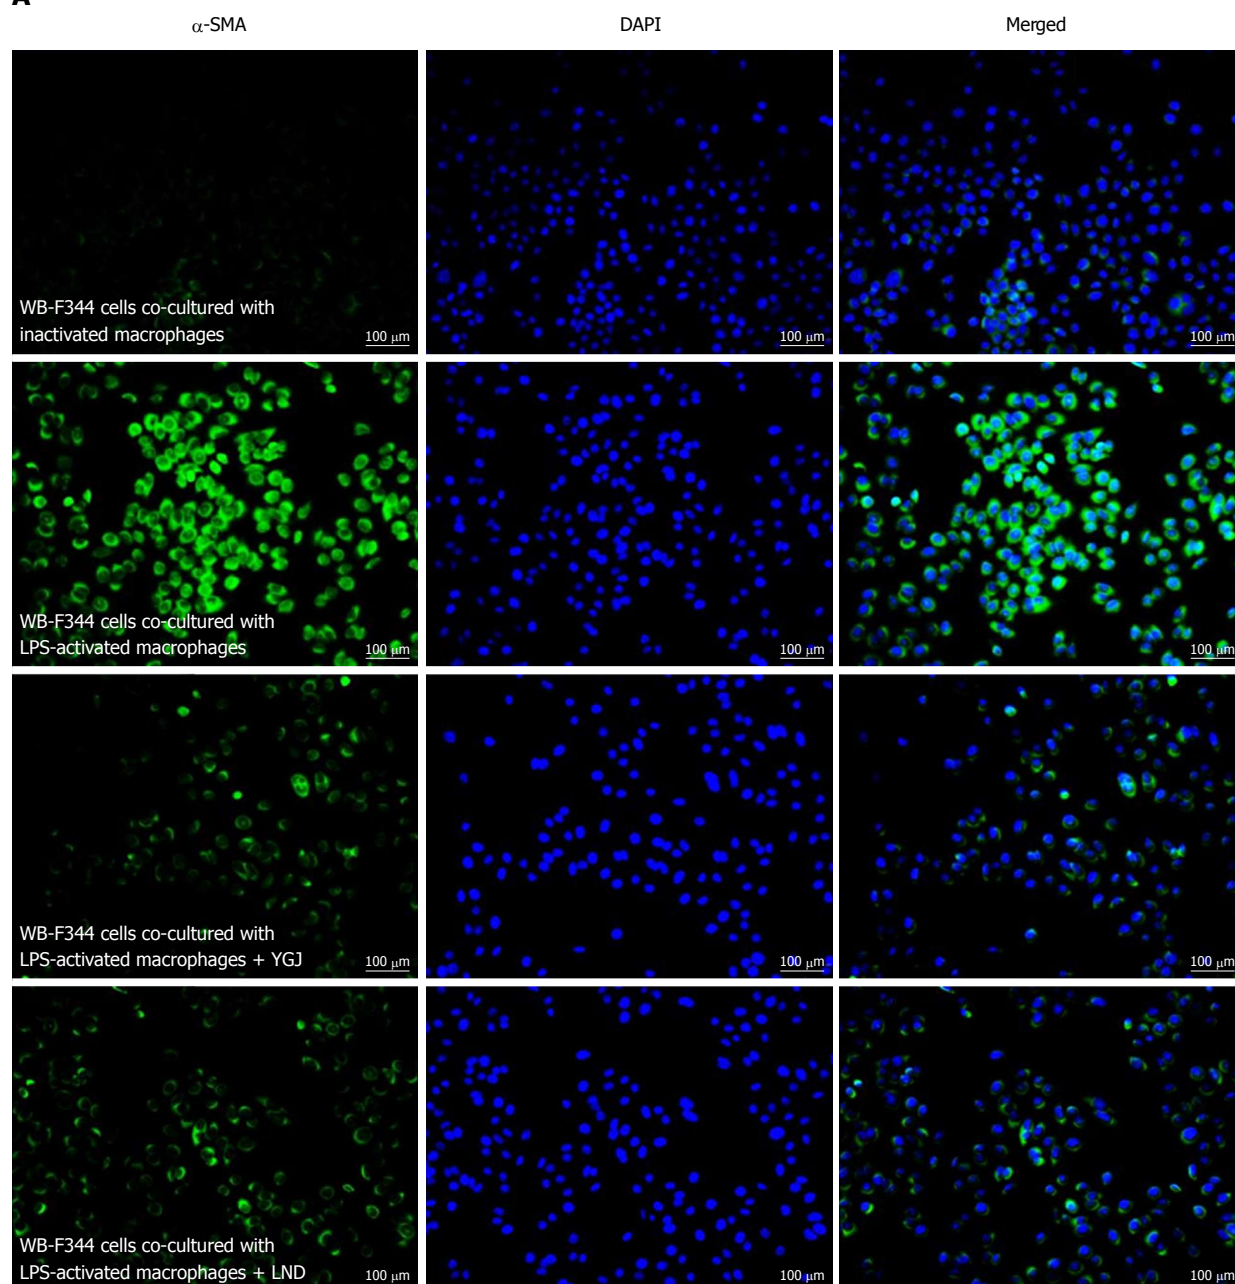 A
α-SMA DAPI Merged
WB-F344 cells co-cultured with
inactivated macrophages
100 μm 100 μm 100 μm
WB-F344 cells co-cultured with
LPS-activated macrophages
100 μm 100 μm 100 μm
WB-F344 cells co-cultured with
LPS-activated macrophages + YGJ
100 μm 100 μm 100 μm
WB-F344 cells co-cultured with
LPS-activated macrophages + LND
100 μm 100 μm 100 μm